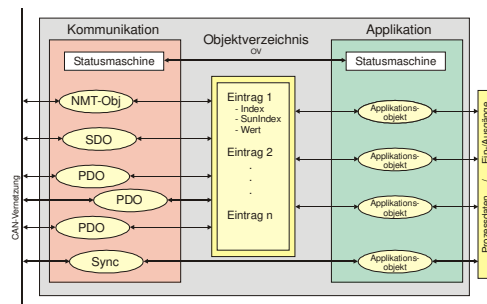 Kommunikation
Objektverzeichnis
OV
Applikation
Statusmaschine
Statusmaschine
NMT-Obj
SDO
PDO
PDO
PDO
Sync
Eintrag 1
- Index
- SunIndex
- Wert
Eintrag 2
.
.
.
Eintrag n
Applikations-
objekt
Applikations-
objekt
Applikations-
objekt
Applikations-
objekt
CAN-Vernetzung
Prozessdaten / Ein-/Ausgänge